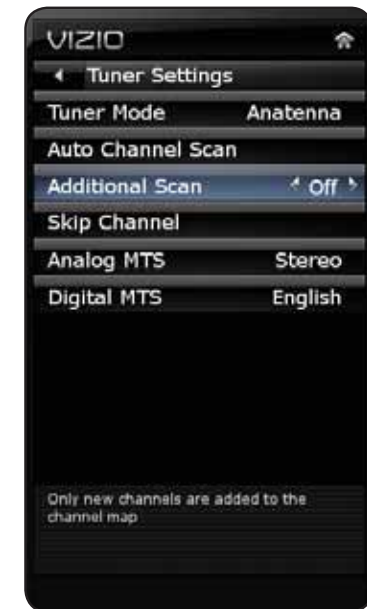 VIZIO
Tuner Settings
Tuner Mode Anatenna
Auto Channel Scan
Additional Scan Off
Skip Channel
Analog MTS Stereo
Digital MTS English
Only new channels are added to the
channel map